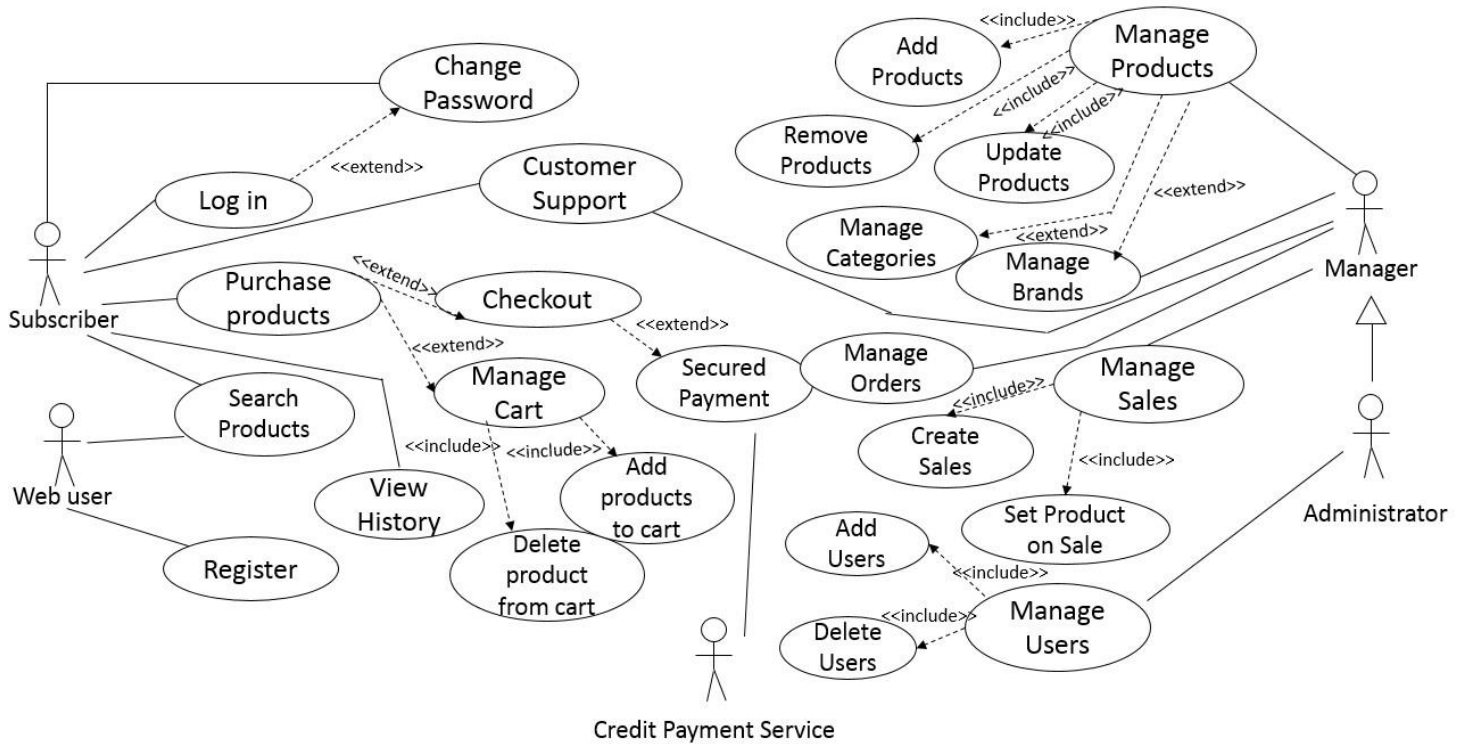 <<include>>
Manage
Products
Add
Products
Change
Password
<<include>>
<<include>>
Remove
Products
Update
Products
<<extend>>
Customer
Support
Log in
<<extend>>
Manage
Categories
<<extend>>
Manage
Brands
Manager
<<extend>>
Purchase
products
Checkout
Subscriber
<<extend>>
<<extend>>
Secured
Payment
Manage
Orders
Manage
Cart
Manage
Sales
<<include>>
Search
Products
<<include>>
<<include>>
Create
Sales
<<include>>
Web user
View
History
Add
products
to cart
Set Product
on Sale
Administrator
Add
Users
Register
Delete
product
from cart
<<include>>
<<include>>
Manage
Users
Delete
Users
Credit Payment Service